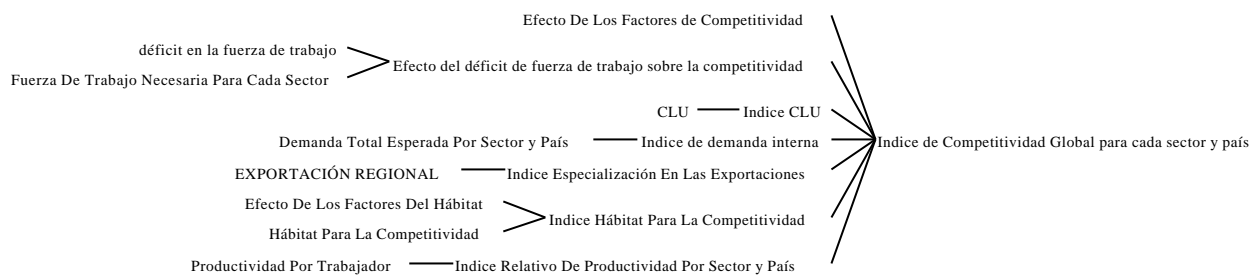 Efecto De Los Factores de Competitividad
déficit en la fuerza de trabajo
Fuerza De Trabajo Necesaria Para Cada Sector
Efecto del déficit de fuerza de trabajo sobre la competitividad
CLU
Indice CLU
Demanda Total Esperada Por Sector y País
Indice de demanda interna
Indice de Competitividad Global para cada sector y país
EXPORTACIÓN REGIONAL
Indice Especialización En Las Exportaciones
Efecto De Los Factores Del Hábitat
Hábitat Para La Competitividad
Indice Hábitat Para La Competitividad
Productividad Por Trabajador
Indice Relativo De Productividad Por Sector y País